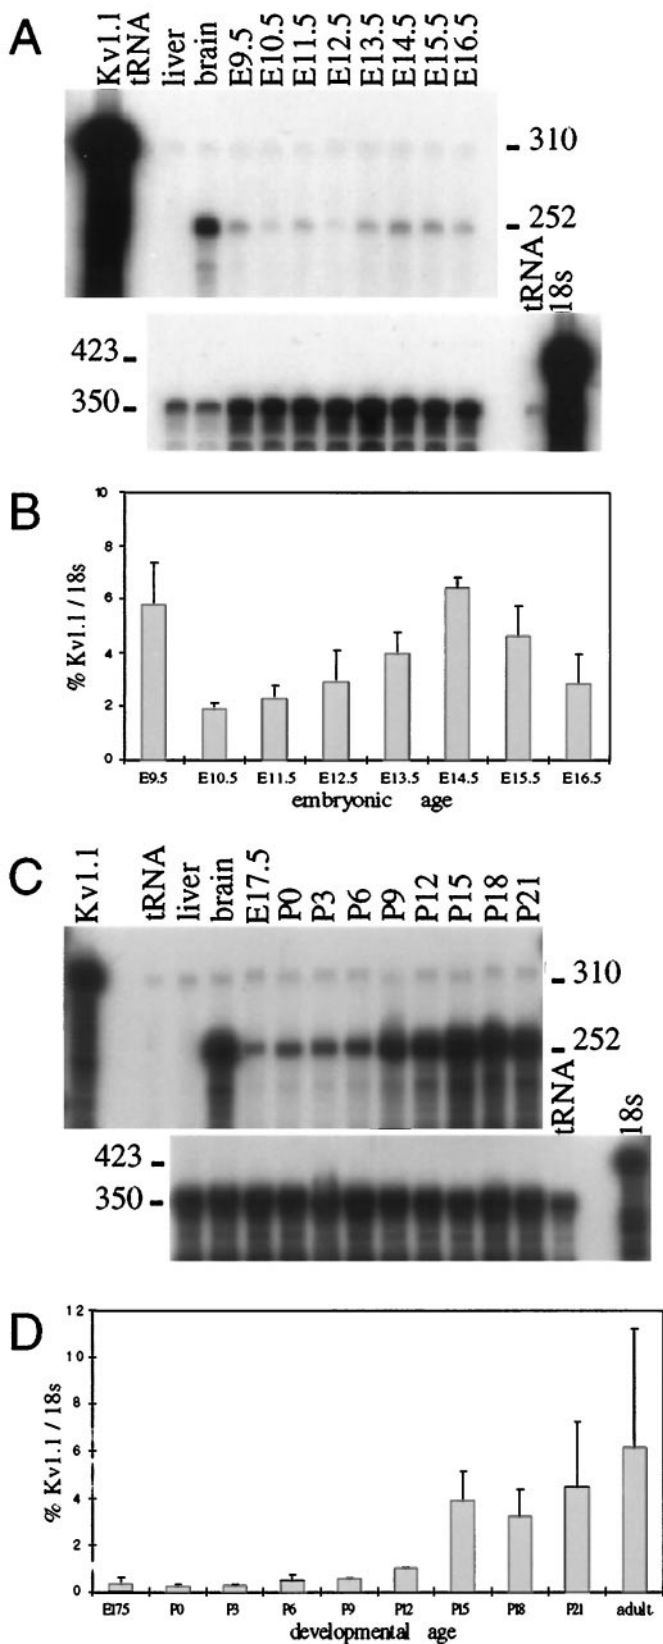 A
Kv1.1
tRNA
liver
brain
E9.5
E10.5
E11.5
E12.5
E13.5
E14.5
E15.5
E16.5
310
252
tRNA
18s
423
350
B
10
8
6
4
2
0
% Kv1.1 / 18s
E9.5 E10.5 E11.5 E12.5 E13.5 E14.5 E15.5 E16.5
embryonic age
C
Kv1.1
tRNA
liver
brain
E17.5
P0
P3
P6
P9
P12
P15
P18
P21
310
252
tRNA
18s
423
350
D
12
10
8
6
4
2
0
% Kv1.1 / 18s
E17.5 P0 P3 P6 P9 P12 P15 P18 P21 adult
developmental age